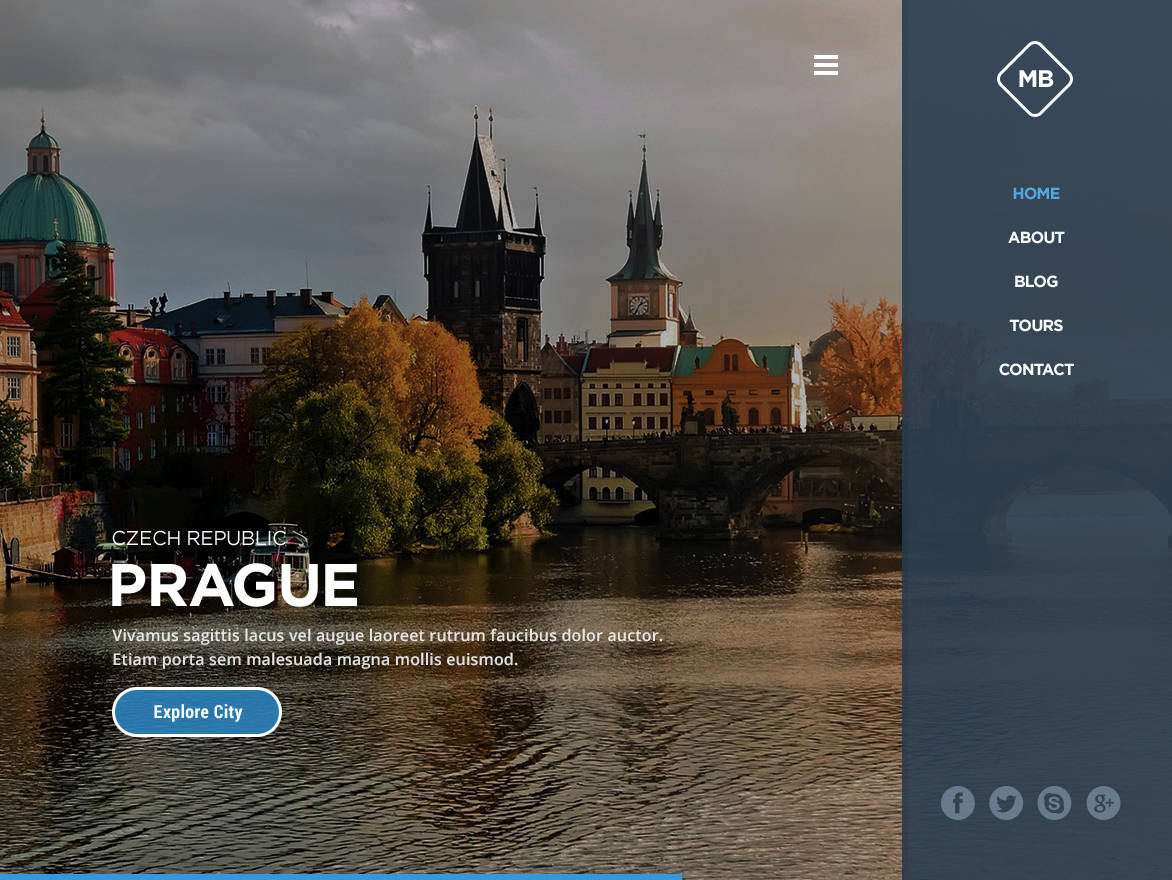 MB
HOME
ABOUT
BLOG
TOURS
CONTACT
CZECH REPUBLIC
PRAGUE
Vivamus sagittis lacus vel augue laoreet rutrum faucibus dolor auctor.
Etiam porta sem malesuada magna mollis euismod.
Explore City